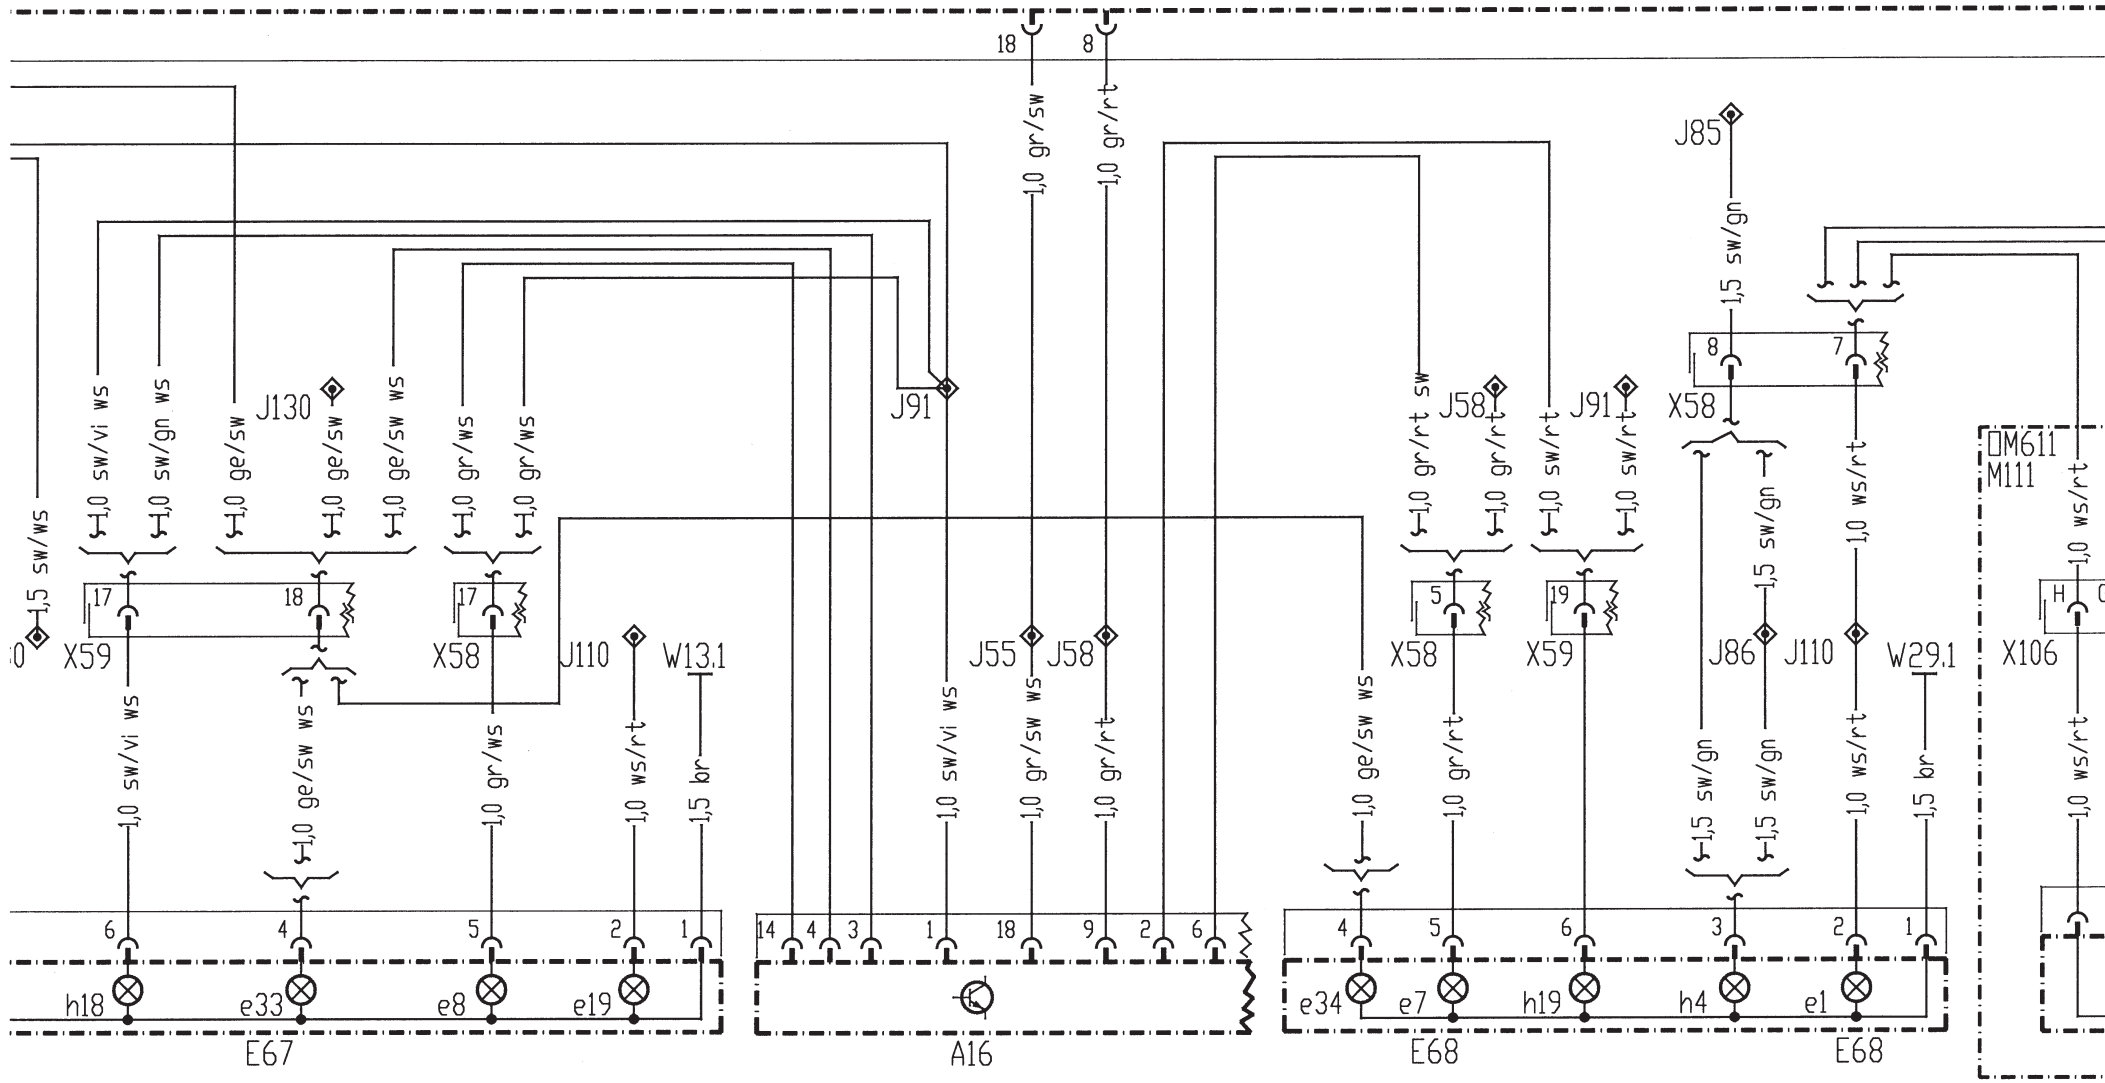 18 8
1,0 gr/sw
1,0 gr/rt
J85
1,5 sw/gn
8 7
X58
1,0 sw/vi ws
1,0 sw/gn ws
1,0 ge/sw
J130
1,0 ge/sw
1,0 ge/sw ws
1,0 gr/ws
1,0 gr/ws
J91
1,0 gr/rt sw
J58
1,0 gr/rt
1,0 sw/rt
J91
1,0 sw/rt
1,5 sw/gn
1,0 ws/rt
OM611
M111
1,0 ws/rt
1,5 sw/ws
17 18 17 5 19 H
X59 X58 J110 W13.1 J55 J58 X58 X59 J86 J110 W29.1 X106
1,0 sw/vi ws
1,0 ge/sw ws
1,0 gr/ws
1,0 ws/rt
1,5 br
1,0 sw/vi ws
1,0 gr/sw ws
1,0 gr/rt
1,0 ge/sw ws
1,0 gr/rt
1,5 sw/gn
1,5 sw/gn
1,0 ws/rt
1,5 br
1,0 ws/rt
6 4 5 2 1 14 4 3 1 18 9 2 6 4 5 6 3 2 1
h18 e33 e8 e19 e34 e7 h19 h4 e1
E67 A16 E68 E68